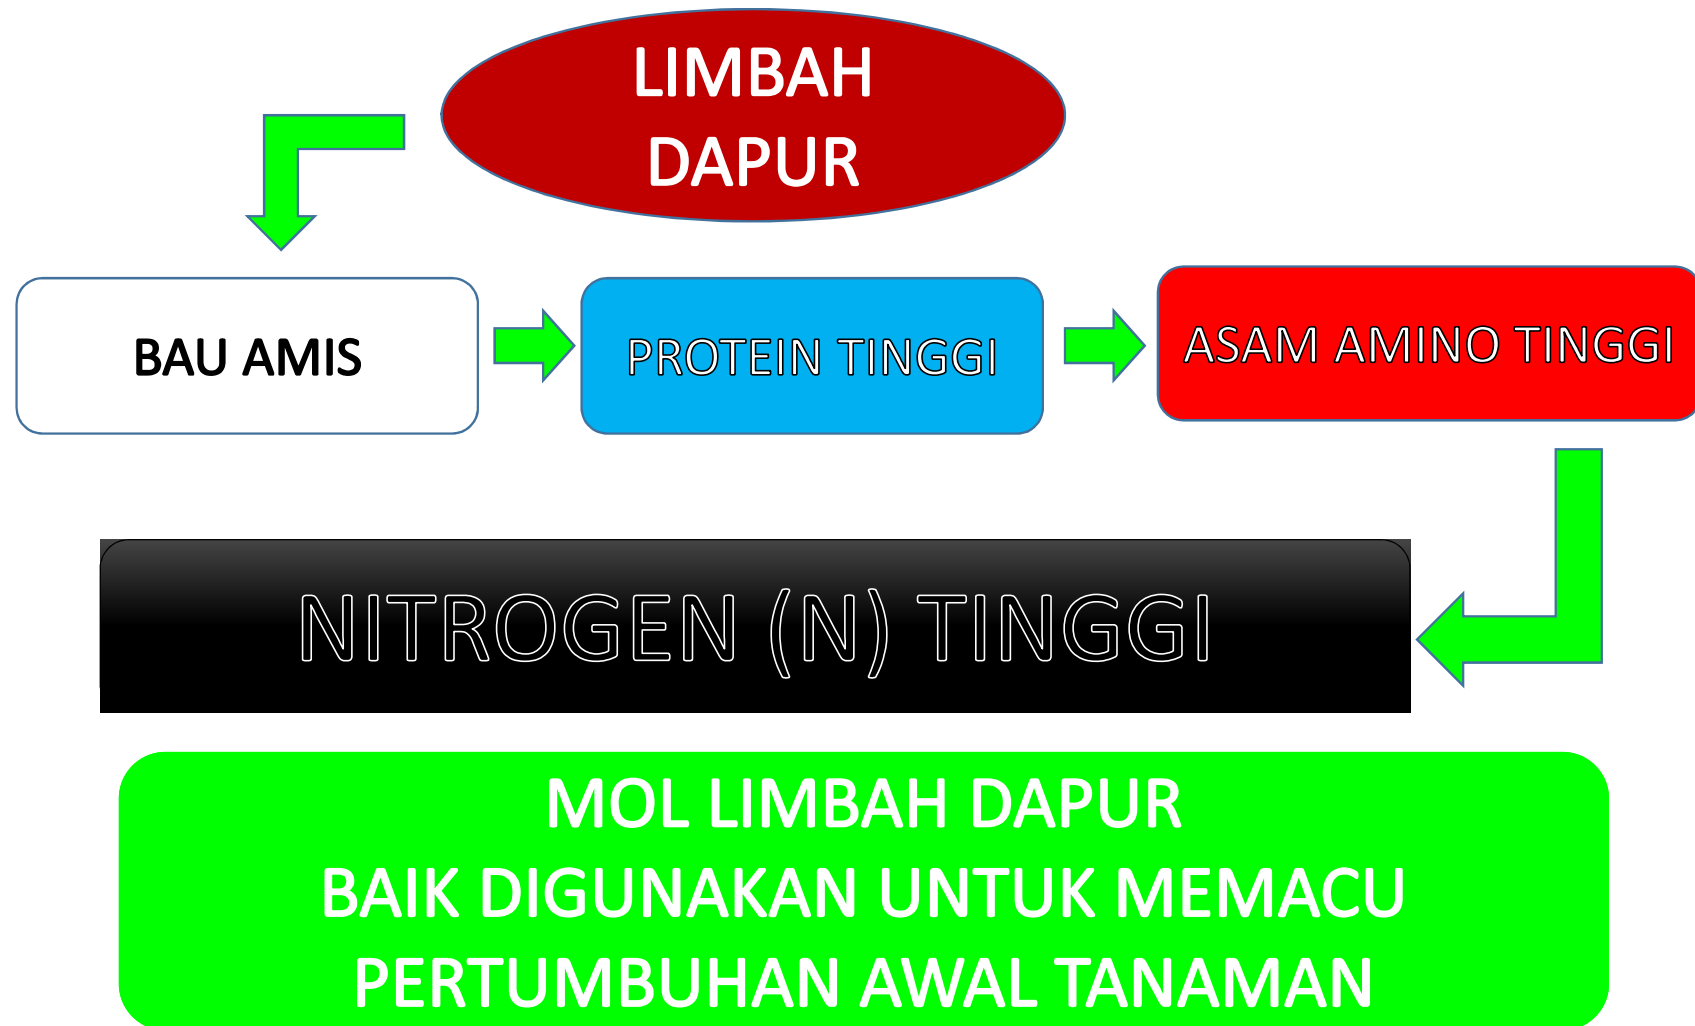 LIMBAH
DAPUR
BAU AMIS
PROTEIN TINGGI
ASAM AMINO TINGGI
NITROGEN (N) TINGGI
MOL LIMBAH DAPUR
BAIK DIGUNAKAN UNTUK MEMACU
PERTUMBUHAN AWAL TANAMAN